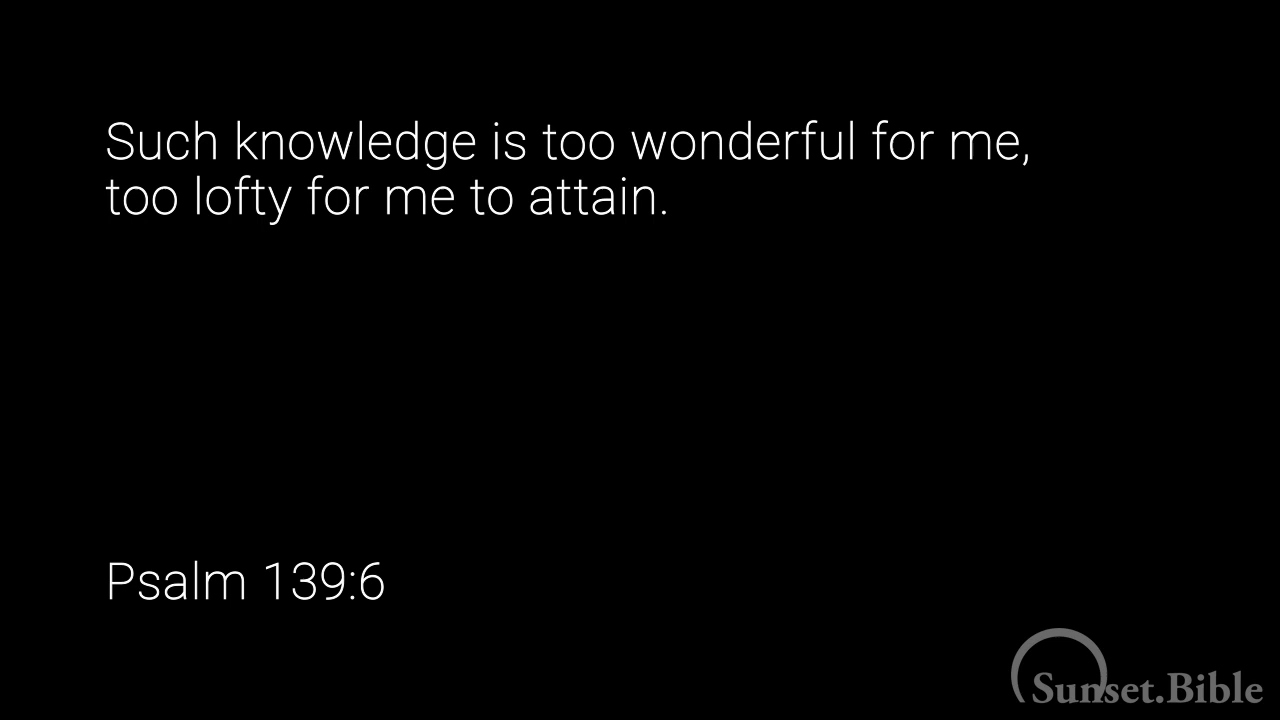 Such knowledge is too wonderful for me,
too lofty for me to attain.
Psalm 139:6
Sunset.Bible